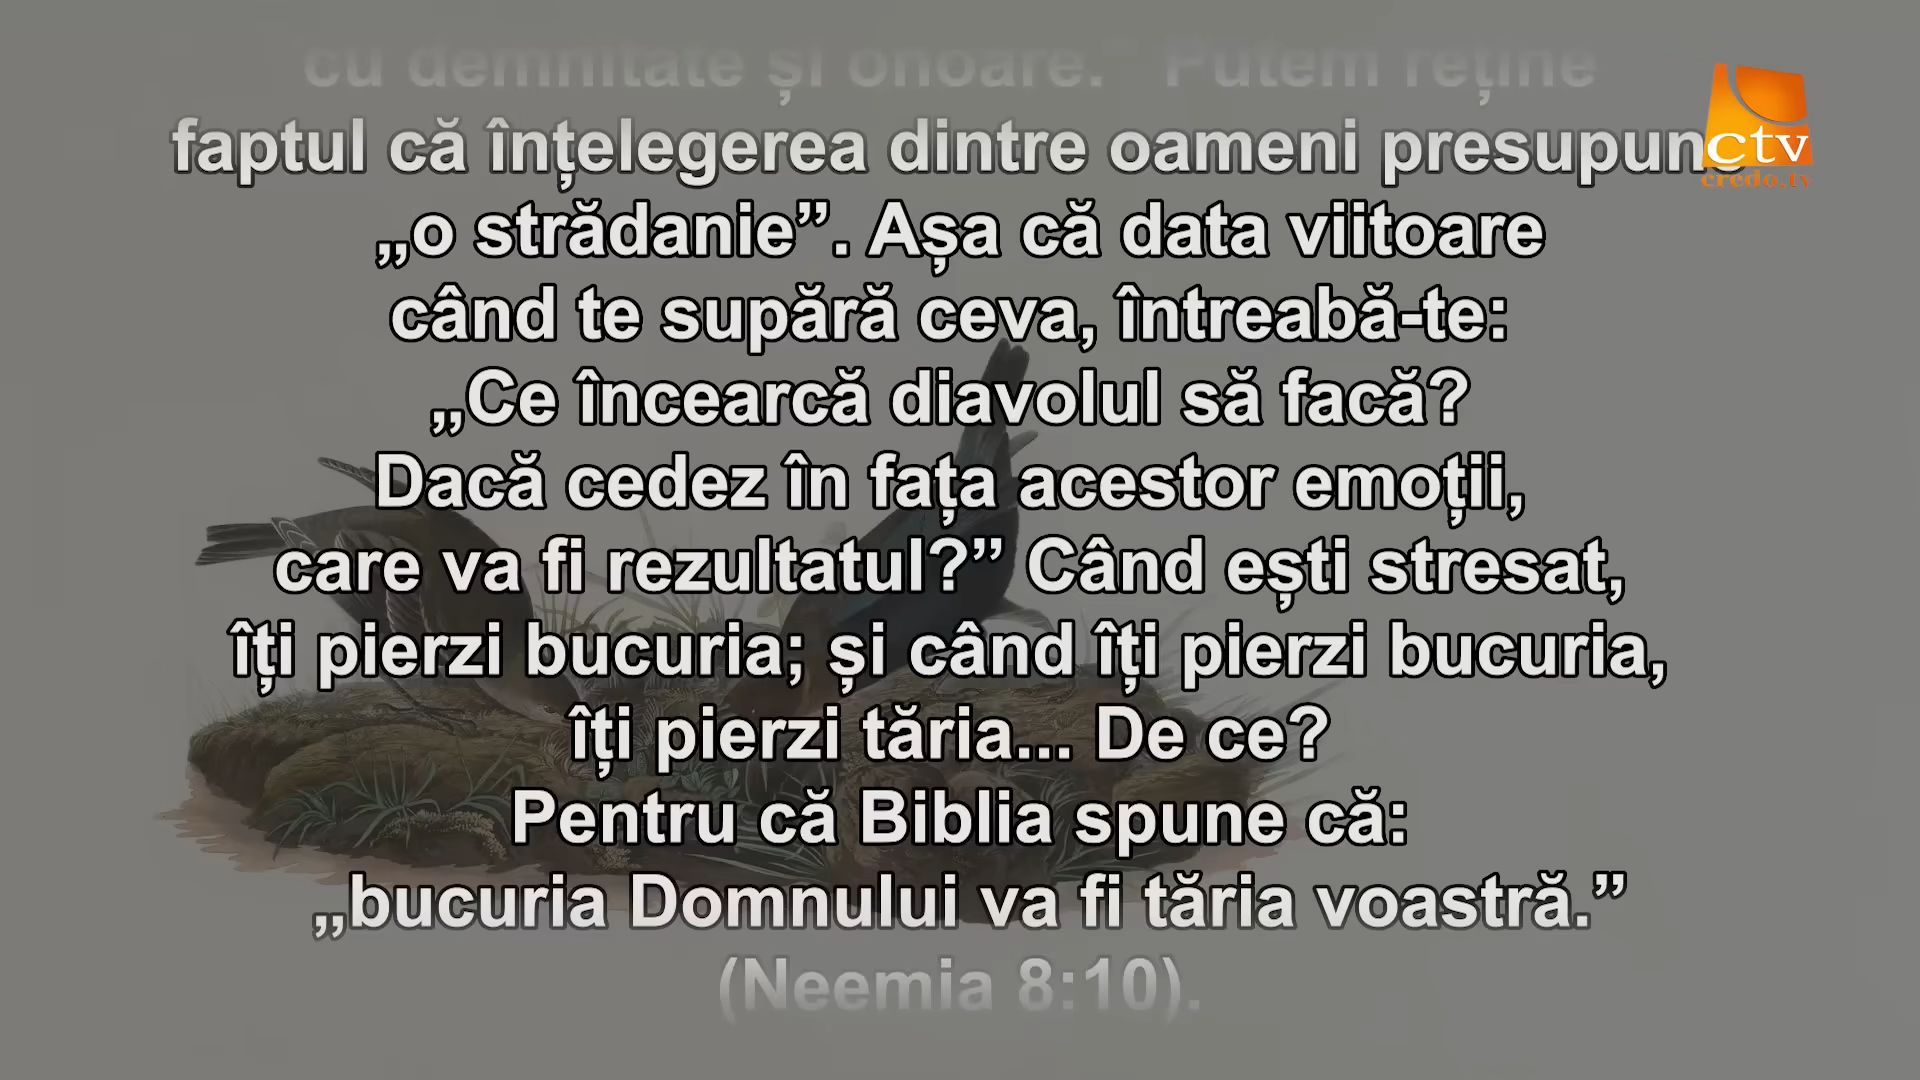 cu demnitate și onoare.” Putem reține
faptul că înțelegerea dintre oameni presupune
„o strădanie”. Așa că data viitoare
când te supără ceva, întreabă-te:
„Ce încearcă diavolul să facă?
Dacă cedez în fața acestor emoții,
care va fi rezultatul?” Când ești stresat,
îți pierzi bucuria; și când îți pierzi bucuria,
îți pierzi tăria... De ce?
Pentru că Biblia spune că:
„bucuria Domnului va fi tăria voastră.”
(Neemia 8:10).
ctv
credo.tv